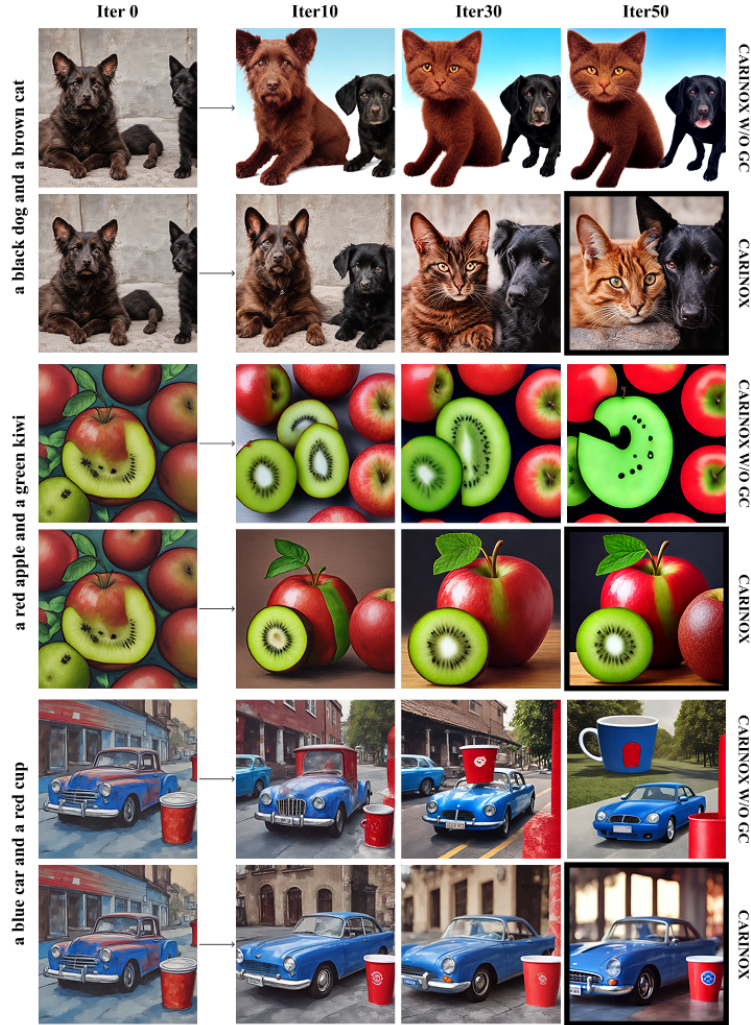 Iter 0 Iter10 Iter30 Iter50
a black dog and a brown cat
CARINOX W/O GC
CARINOX
a red apple and a green kiwi
CARINOX W/O GC
CARINOX
a blue car and a red cup
CARINOX W/O GC
CARINOX